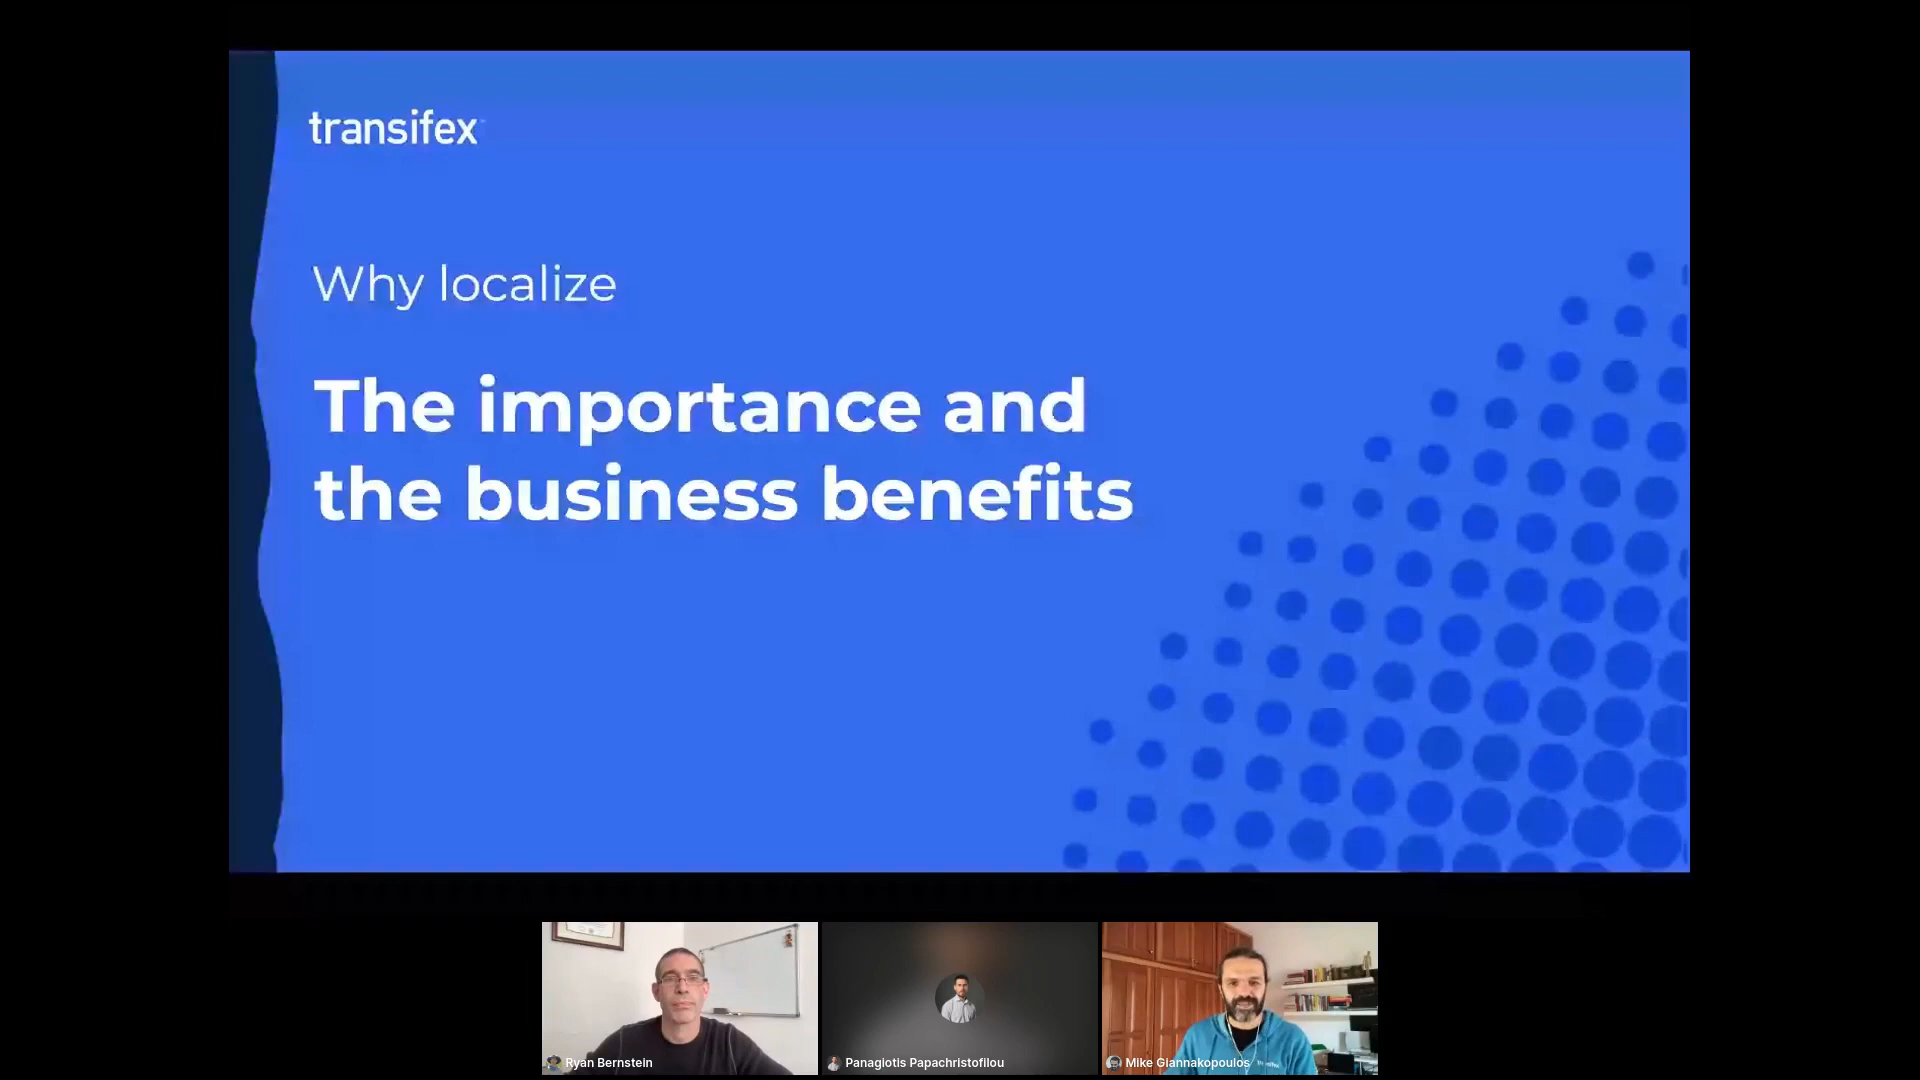 transifex
Why localize
The importance and
the business benefits
Ryan Bernstein
Panagiotis Papachristofilou
Mike Giannakopoulos